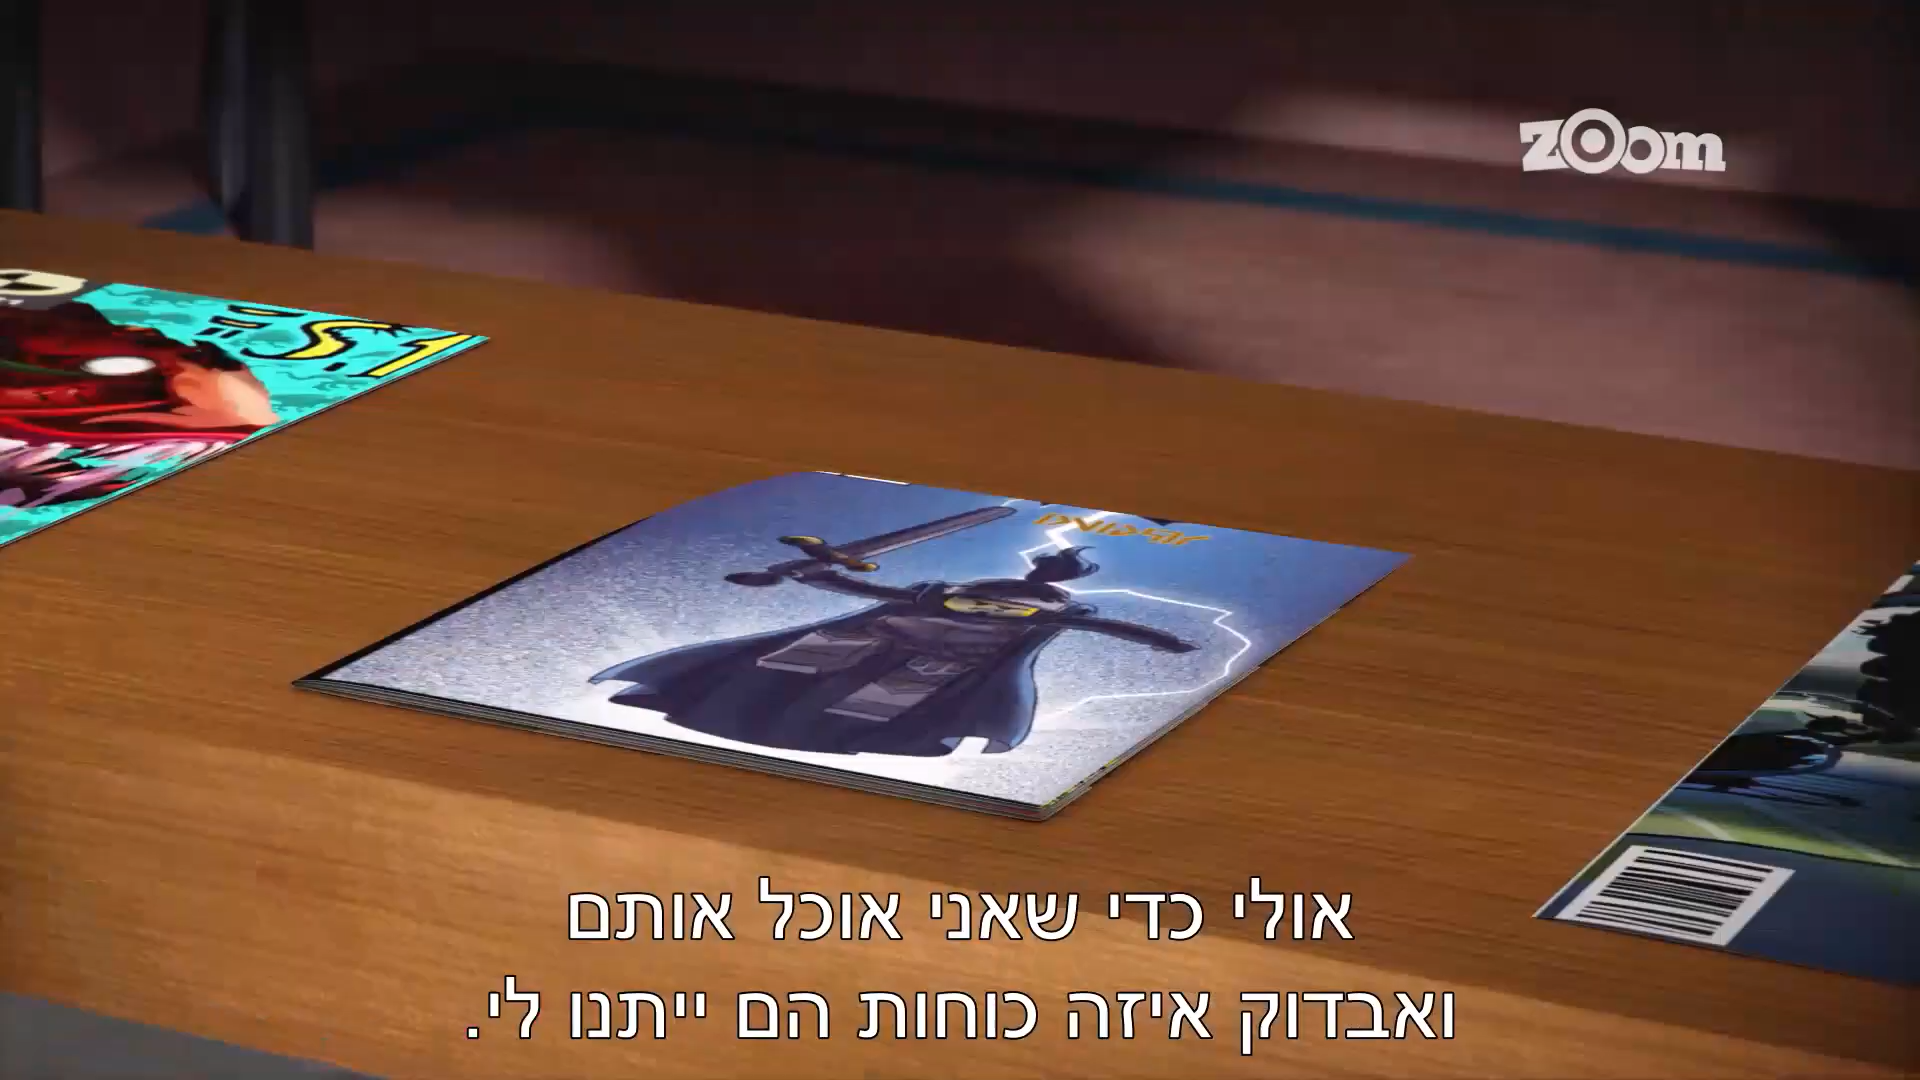 zoom
אולי כדי שאני אוכל אותם
ואבדוק איזה כוחות הם ייתנו לי.